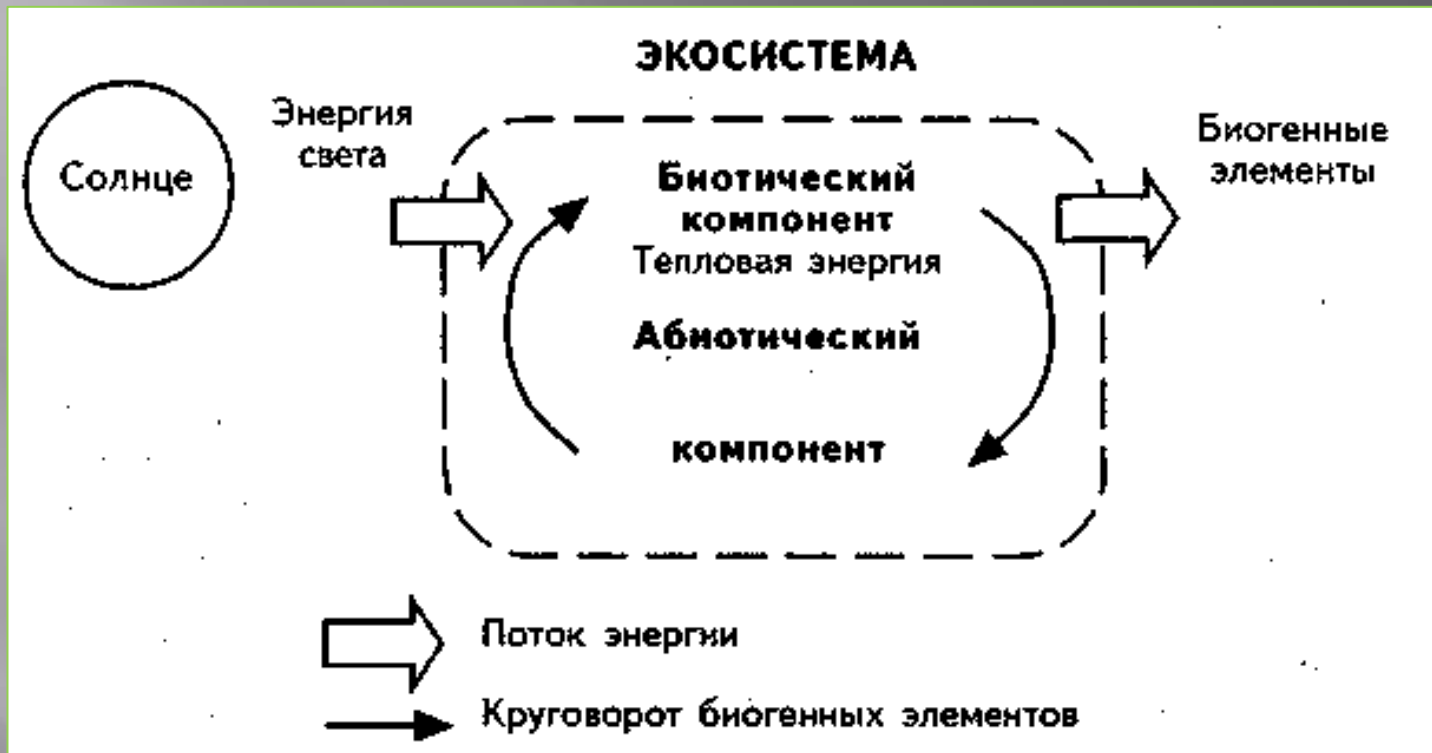 ЭКОСИСТЕМА
Солнце
Энергия
света
Биотический
компонент
Тепловая энергия
Абиотический
компонент
Биогенные
элементы
Поток энергии
Круговорот биогенных элементов